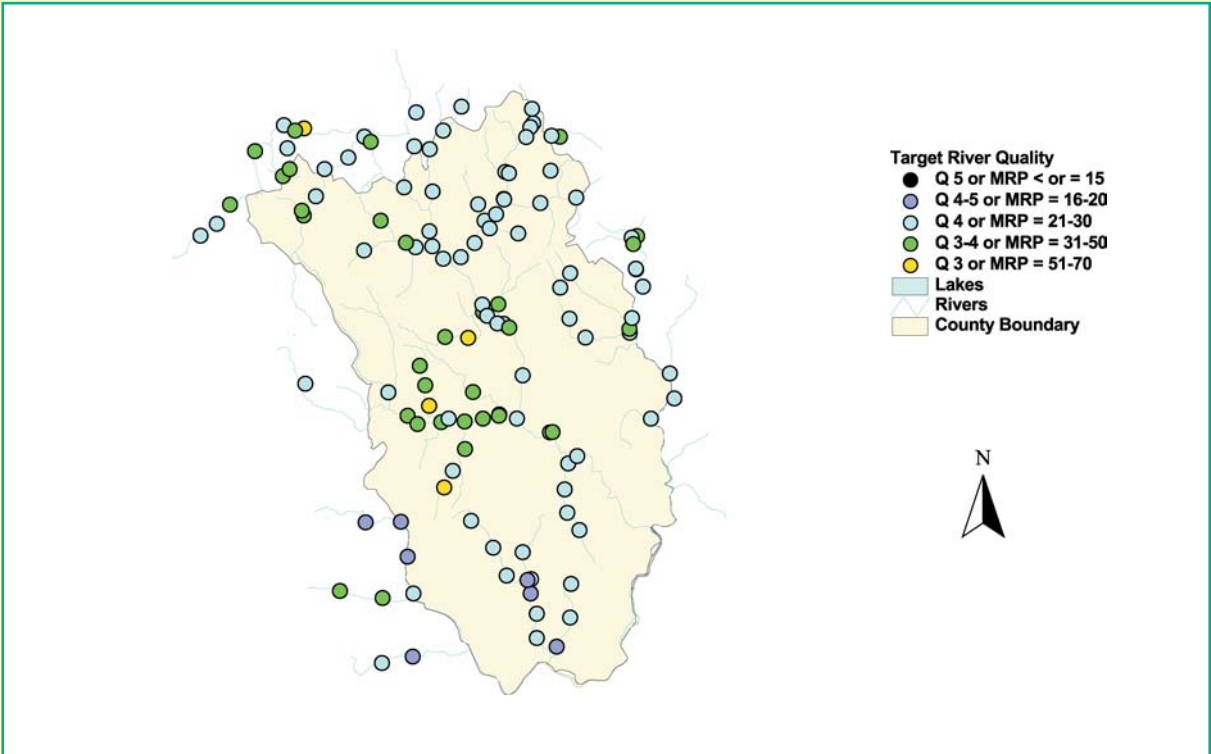 Target River Quality
Q 5 or MRP < or = 15
Q 4-5 or MRP = 16-20
Q 4 or MRP = 21-30
Q 3-4 or MRP = 31-50
Q 3 or MRP = 51-70
Lakes
Rivers
County Boundary
N